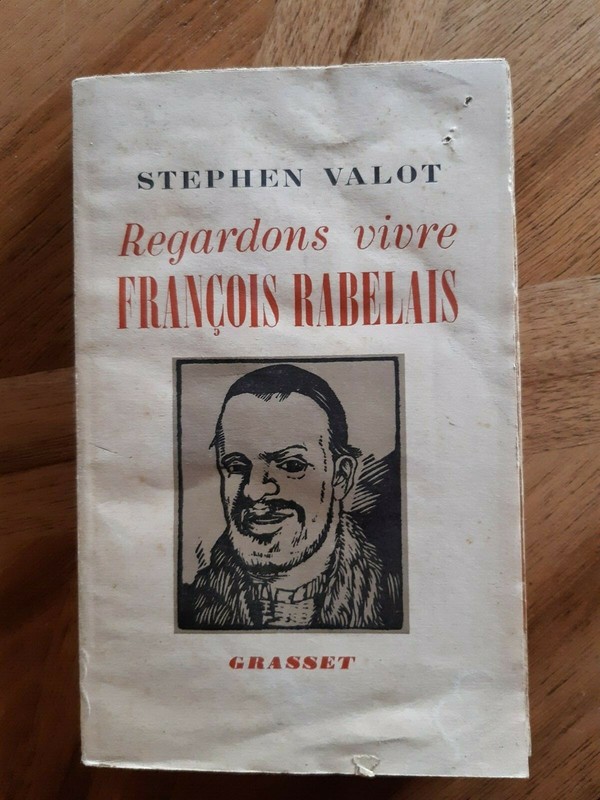 STEPHEN VALOT
Regardons vivre
FRANÇOIS RABELAIS
GRASSET